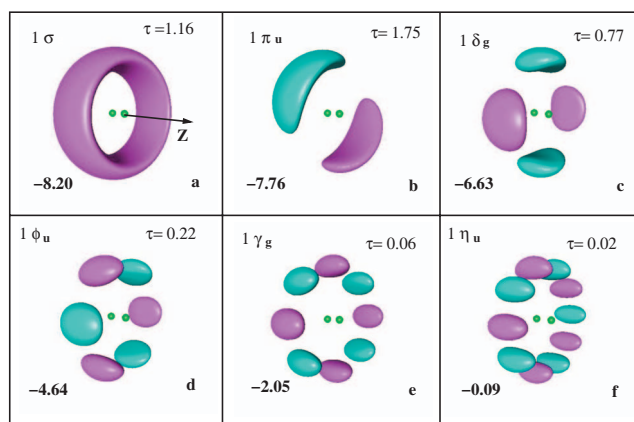 1 σ τ =1.16
Z
−8.20 a
1 π u τ= 1.75
−7.76 b
1 δ g τ= 0.77
−6.63 c
1 ϕ u τ= 0.22
−4.64 d
1 γ g τ= 0.06
−2.05 e
1 η u τ= 0.02
−0.09 f